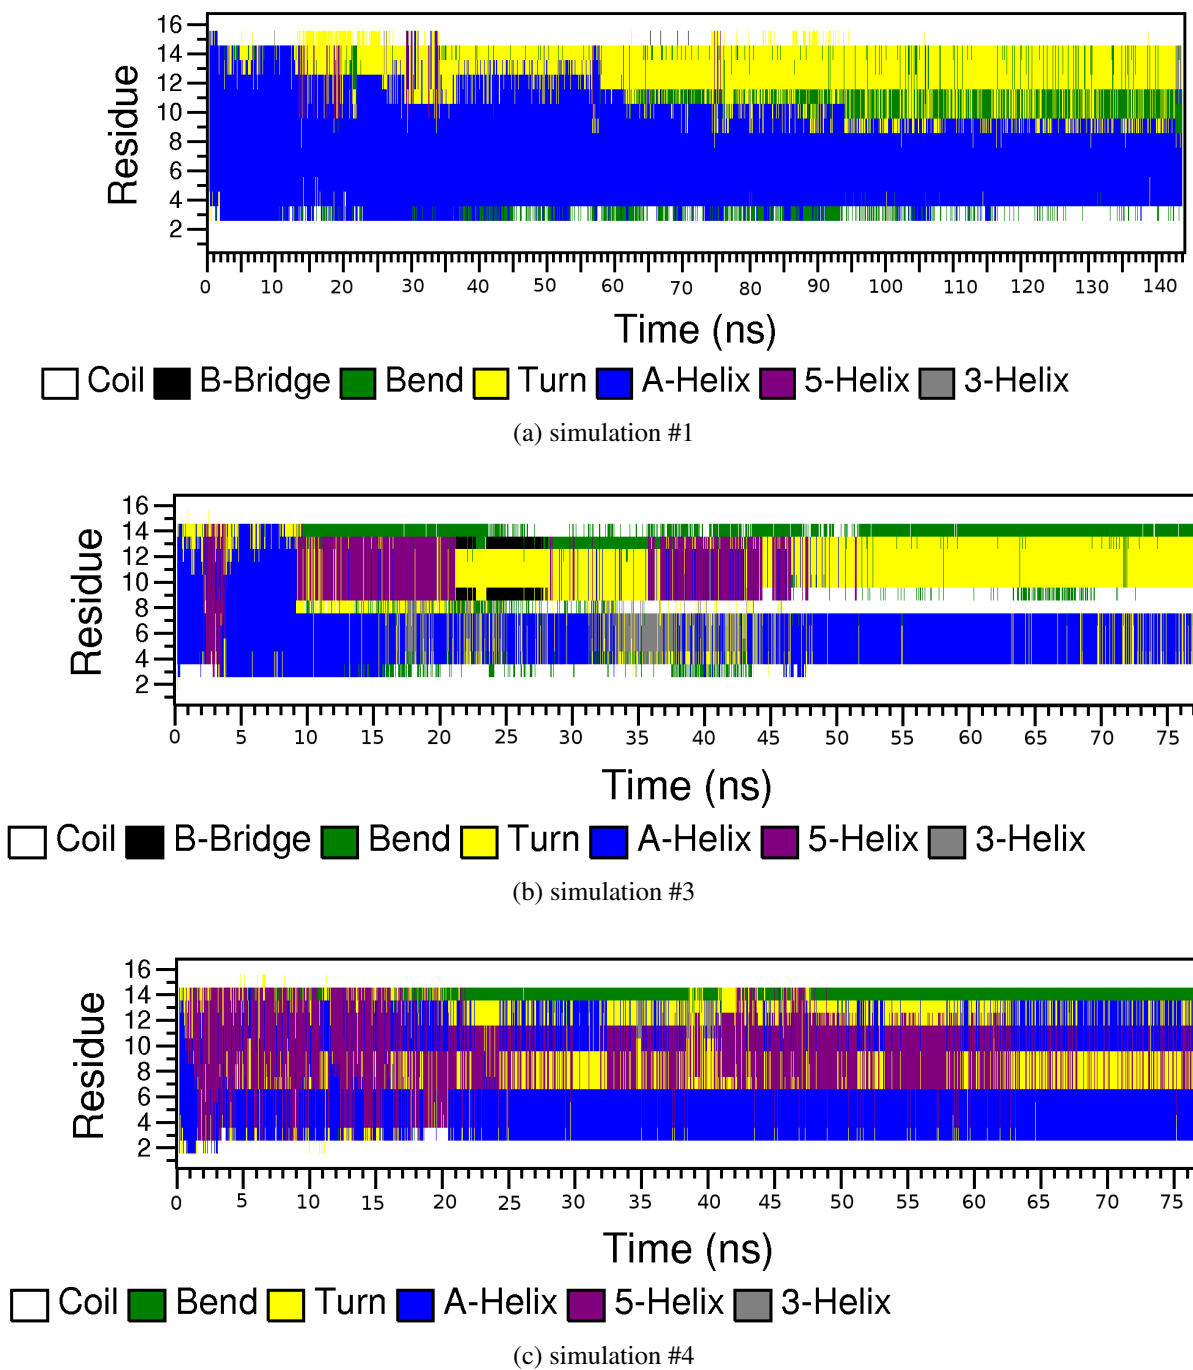 16
14
12
10
8
6
4
2
Residue
0 10 20 30 40 50 60 70 80 90 100 110 120 130 140
Time (ns)
Coil B-Bridge Bend Turn A-Helix 5-Helix 3-Helix
(a) simulation #1
16
14
12
10
8
6
4
2
Residue
0 5 10 15 20 25 30 35 40 45 50 55 60 65 70 75
Time (ns)
Coil B-Bridge Bend Turn A-Helix 5-Helix 3-Helix
(b) simulation #3
16
14
12
10
8
6
4
2
Residue
0 5 10 15 20 25 30 35 40 45 50 55 60 65 70 75
Time (ns)
Coil Bend Turn A-Helix 5-Helix 3-Helix
(c) simulation #4